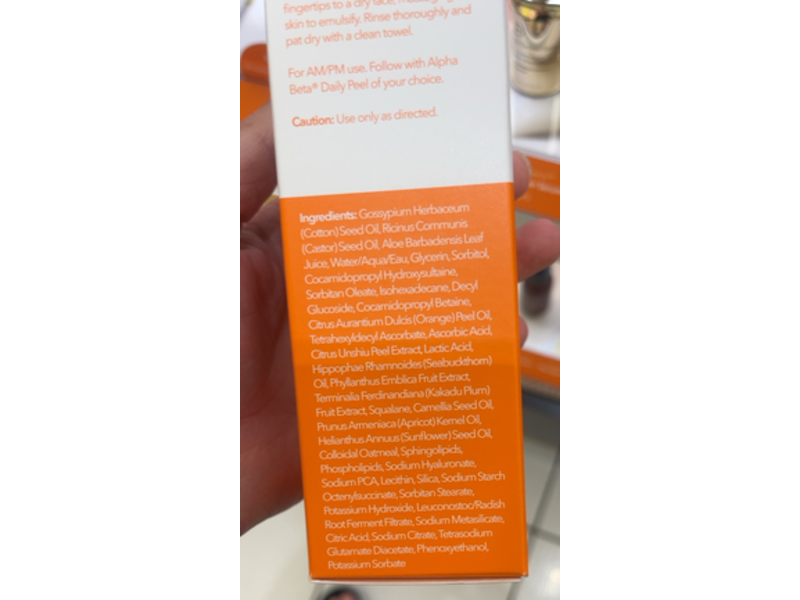 fingertips to a dry face,
skin to emulsify. Rinse thoroughly and
pat dry with a clean towel.
For AM/PM use. Follow with Alpha
Beta® Daily Peel of your choice.
Caution: Use only as directed.
Ingredients: Gossypium Herbaceum
(Cotton) Seed Oil, Ricinus Communis
(Castor) Seed Oil, Aloe Barbadensis Leaf
Juice, Water/Aqua/Eau, Glycerin, Sorbitol,
Cocamidopropyl Hydroxysultaine,
Sorbitan Oleate, Isohexadecane, Decyl
Glucoside, Cocamidopropyl Betaine,
Citrus Aurantium Dulcis (Orange) Peel Oil,
Tetrahexyldecyl Ascorbate, Ascorbic Acid,
Citrus Unshiu Peel Extract, Lactic Acid,
Hippophae Rhamnoides (Seabuckthorn)
Oil, Phyllanthus Emblica Fruit Extract,
Terminalia Ferdinandiana (Kakadu Plum)
Fruit Extract, Squalane, Camellia Seed Oil,
Prunus Armeniaca (Apricot) Kernel Oil,
Helianthus Annuus (Sunflower) Seed Oil,
Colloidal Oatmeal, Sphingolipids,
Phospholipids, Sodium Hyaluronate,
Sodium PCA, Lecithin, Silica, Sodium Starch
Octenylsuccinate, Sorbitan Stearate,
Potassium Hydroxide, Leuconostoc/Radish
Root Ferment Filtrate, Sodium Metasilicate,
Citric Acid, Sodium Citrate, Tetrasodium
Glutamate Diacetate, Phenoxyethanol,
Potassium Sorbate